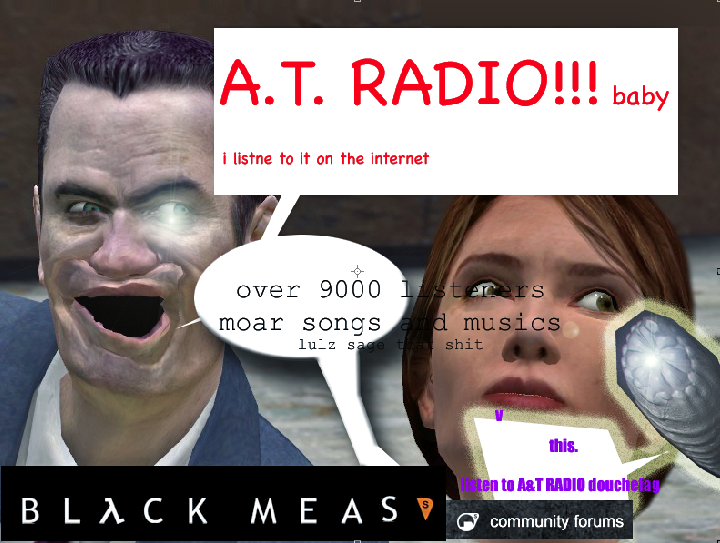 A.T. RADIO!!! baby
i listne to it on the internet
over 9000 listeners
moar songs and musics
lulz sage shit
v
this.
listen to A&T RADIO douchefag
BLλCK MEAS
S
community forums